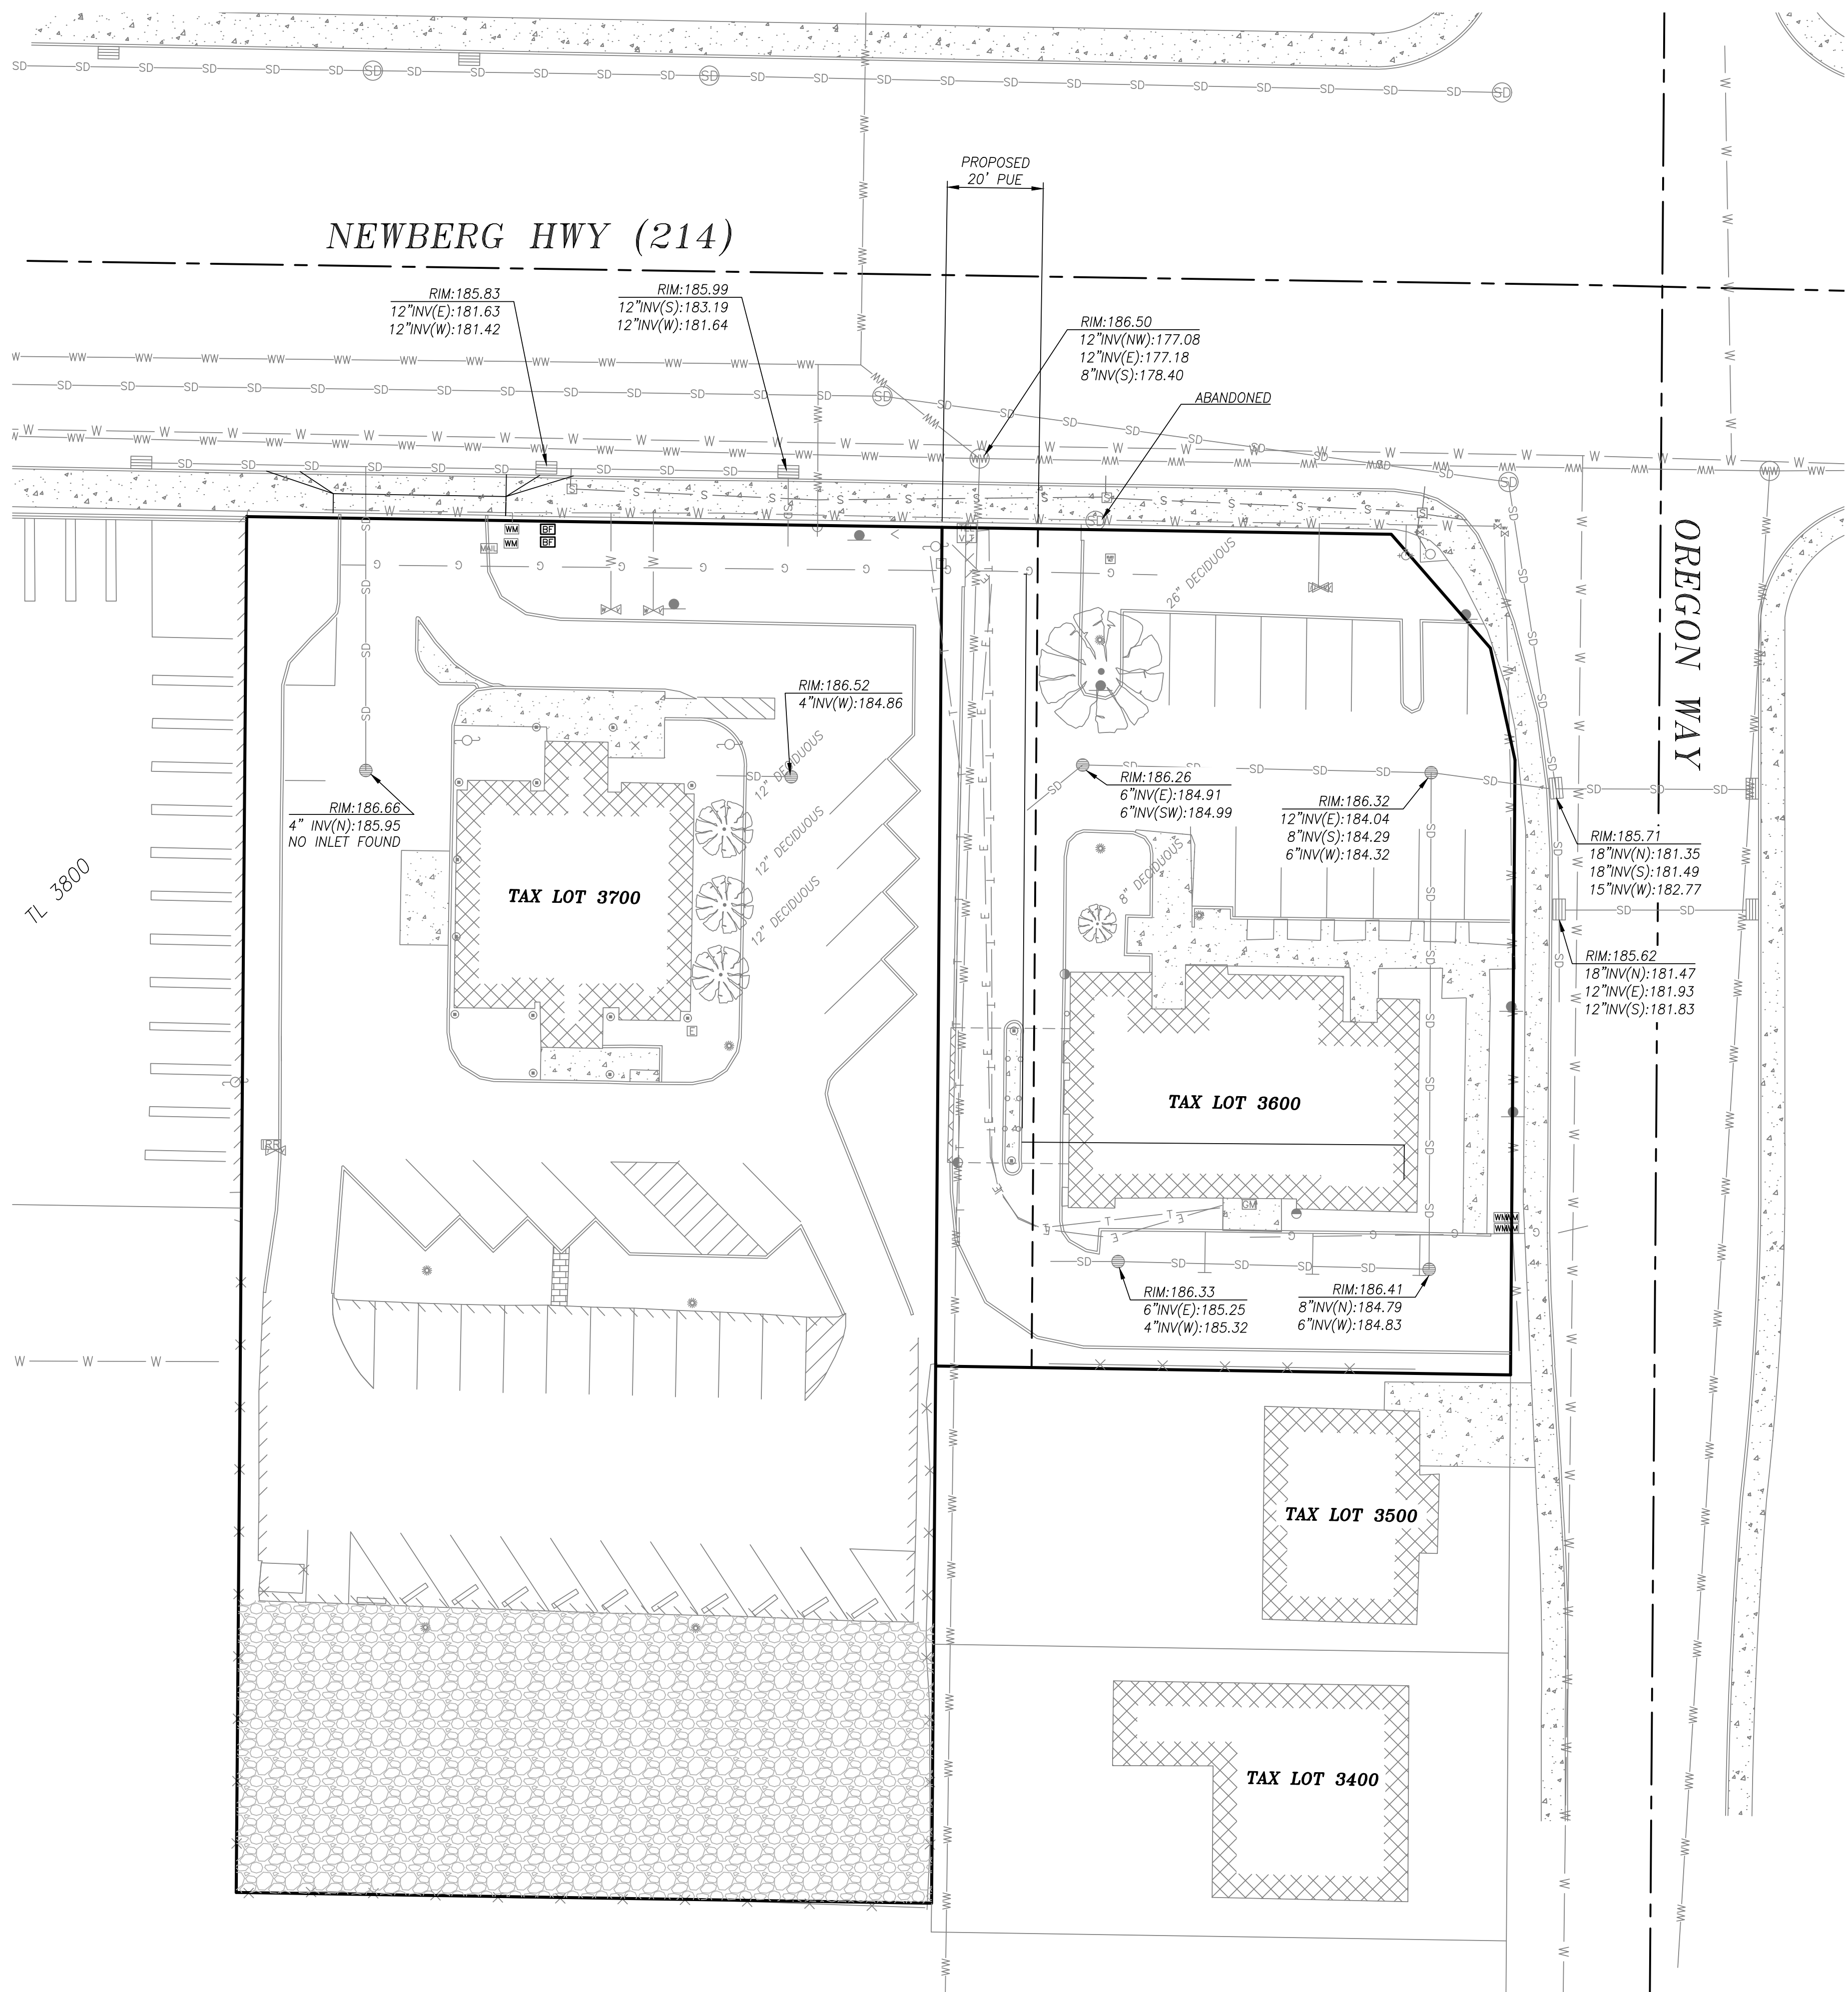 PROPOSED
20' PUE
NEWBERG HWY (214)
RIM:185.83
12"INV(E):181.63
12"INV(W):181.42
RIM:185.99
12"INV(S):183.19
12"INV(W):181.64
RIM:186.50
12"INV(NW):177.08
12"INV(E):177.18
8"INV(S):178.40
ABANDONED
OREGON WAY
WM
WM
BF
BF
MAIL
26" DECIDUOUS
RIM:186.52
4"INV(W):184.86
12" DECIDUOUS
12" DECIDUOUS
12" DECIDUOUS
RIM:186.66
4" INV(N):185.95
NO INLET FOUND
RIM:186.26
6"INV(E):184.91
6"INV(SW):184.99
RIM:186.32
12"INV(E):184.04
8"INV(S):184.29
6"INV(W):184.32
RIM:185.71
18"INV(N):181.35
18"INV(S):181.49
15"INV(W):182.77
8" DECIDUOUS
TL 3800
TAX LOT 3700
RIM:185.62
18"INV(N):181.47
12"INV(E):181.93
12"INV(S):181.83
TAX LOT 3600
IRR
GM
RIM:186.33
6"INV(E):185.25
4"INV(W):185.32
RIM:186.41
8"INV(N):184.79
6"INV(W):184.83
TAX LOT 3500
TAX LOT 3400